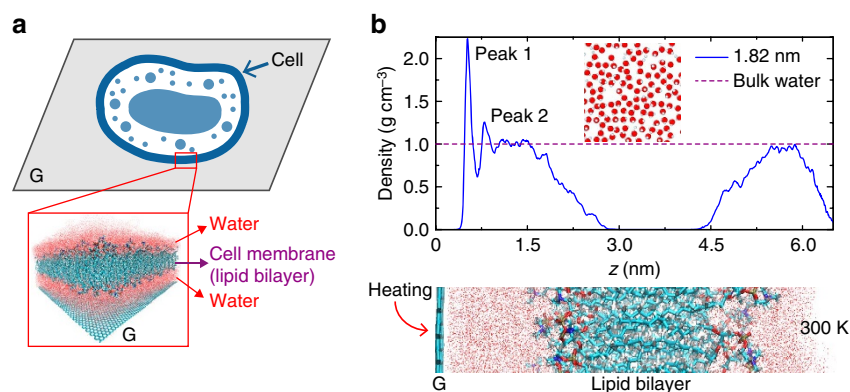 a
Cell
G
Water
Cell membrane
(lipid bilayer)
Water
G
b
Density (g cm⁻³)
2.0
1.5
1.0
0.5
0.0
Peak 1
Peak 2
1.82 nm
Bulk water
0 1.5 3.0 4.5 6.0
z (nm)
Heating
300 K
G
Lipid bilayer